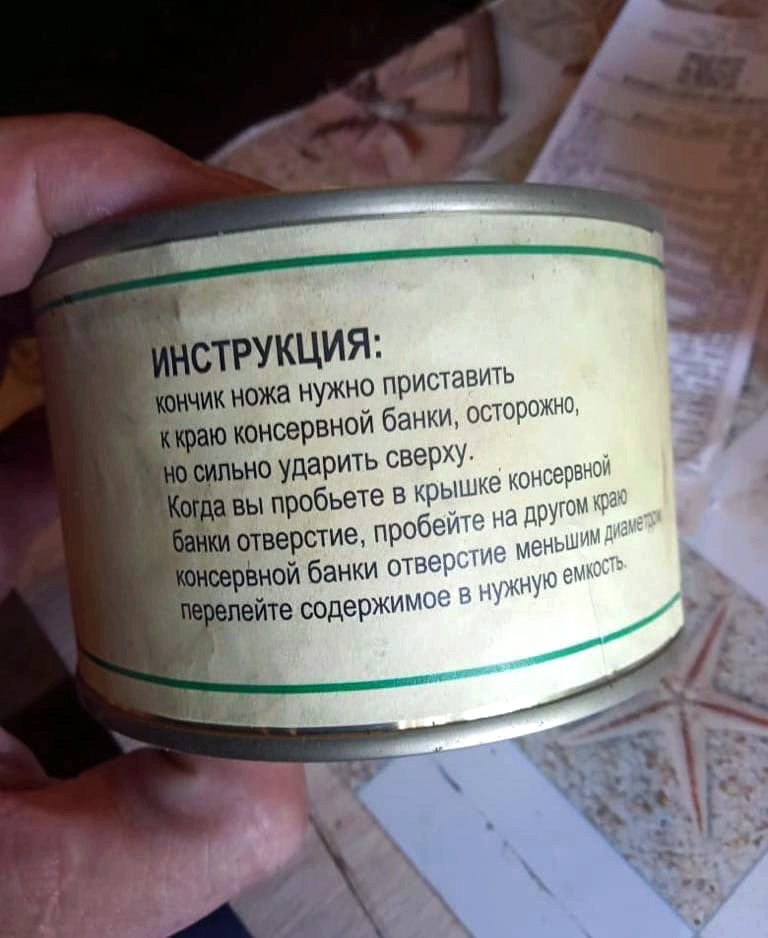 ИНСТРУКЦИЯ:
кончик ножа нужно приставить
к краю консервной банки, осторожно,
но сильно ударить сверху.
Когда вы пробьете в крышке консервной
банки отверстие, пробейте на другом краю
консервной банки отверстие меньшим диаметром,
перелейте содержимое в нужную емкость.